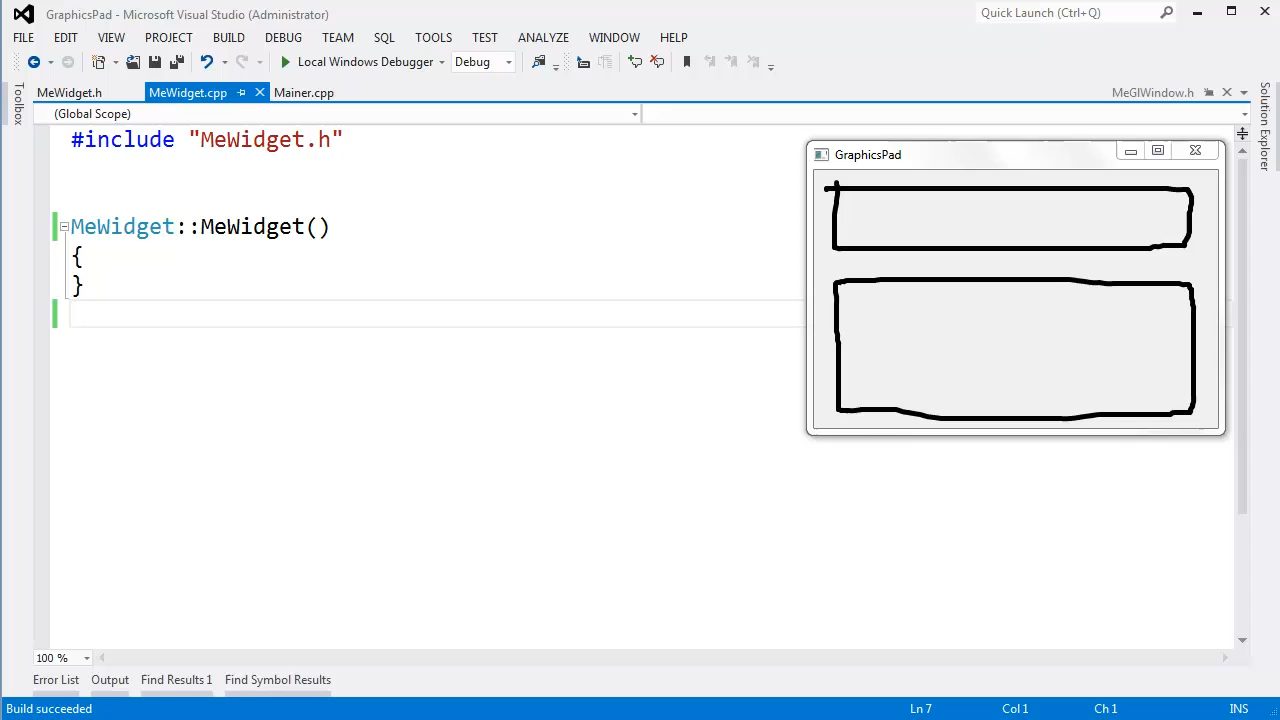 GraphicsPad - Microsoft Visual Studio (Administrator)
Quick Launch (Ctrl+Q)
FILE EDIT VIEW PROJECT BUILD DEBUG TEAM SQL TOOLS TEST ANALYZE WINDOW HELP
Local Windows Debugger Debug
Toolbox
MeWidget.h MeWidget.cpp Mainer.cpp MeGlWindow.h
Solution Explorer
(Global Scope)
#include "MeWidget.h"
GraphicsPad
MeWidget::MeWidget()
{
}
100 %
Error List Output Find Results 1 Find Symbol Results
Build succeeded Ln 7 Col 1 Ch 1 INS